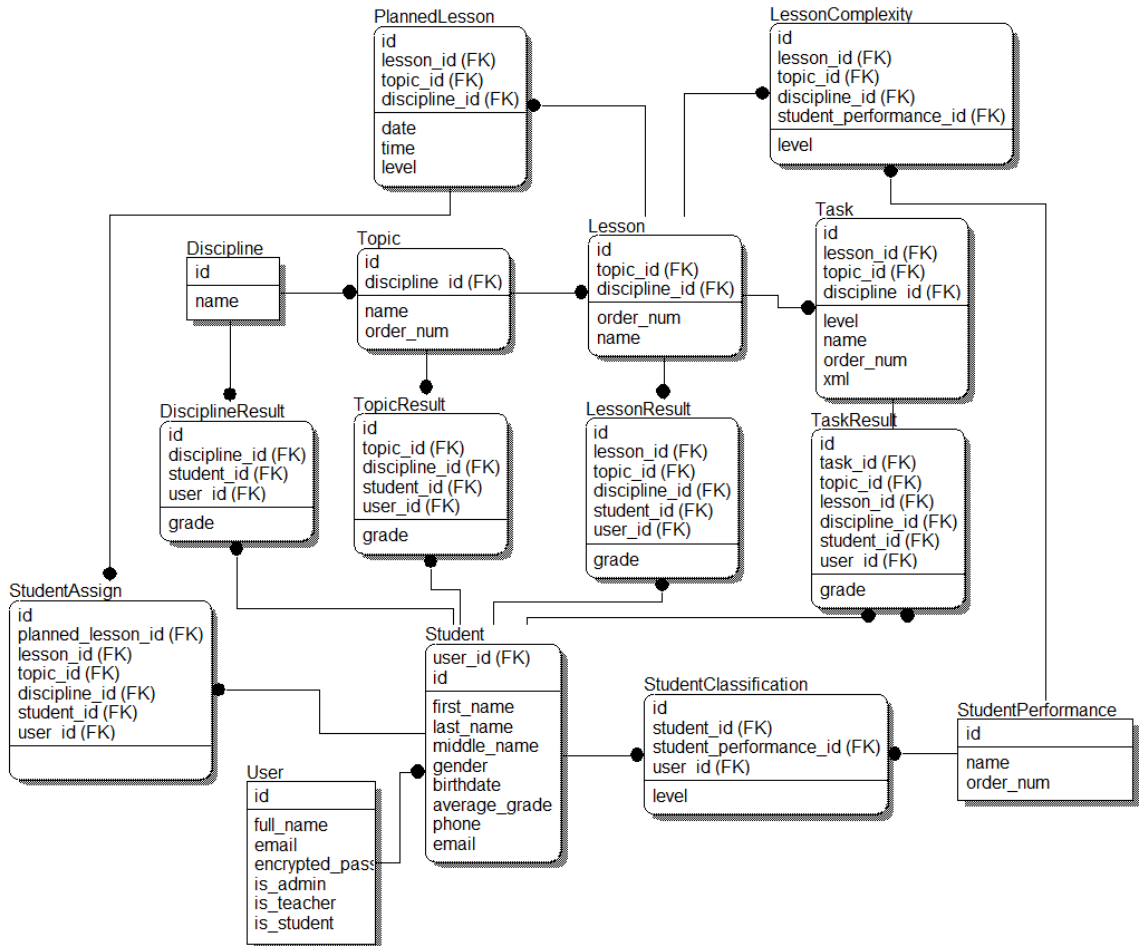 PlannedLesson
id
lesson_id (FK)
topic_id (FK)
discipline_id (FK)
date
time
level
LessonComplexity
id
lesson_id (FK)
topic_id (FK)
discipline_id (FK)
student_performance_id (FK)
level
Discipline
id
name
Topic
id
discipline_id (FK)
name
order_num
Lesson
id
topic_id (FK)
discipline_id (FK)
order_num
name
Task
id
lesson_id (FK)
topic_id (FK)
discipline_id (FK)
level
name
order_num
xml
DisciplineResult
id
discipline_id (FK)
student_id (FK)
user_id (FK)
grade
TopicResult
id
topic_id (FK)
discipline_id (FK)
student_id (FK)
user_id (FK)
grade
LessonResult
id
lesson_id (FK)
topic_id (FK)
discipline_id (FK)
student_id (FK)
user_id (FK)
grade
TaskResult
id
task_id (FK)
topic_id (FK)
lesson_id (FK)
discipline_id (FK)
student_id (FK)
user_id (FK)
grade
StudentAssign
id
planned_lesson_id (FK)
lesson_id (FK)
topic_id (FK)
discipline_id (FK)
student_id (FK)
user_id (FK)
Student
user_id (FK)
id
first_name
last_name
middle_name
gender
birthdate
average_grade
phone
email
StudentClassification
id
student_id (FK)
student_performance_id (FK)
user_id (FK)
level
StudentPerformance
id
name
order_num
User
id
full_name
email
encrypted_pass
is_admin
is_teacher
is_student